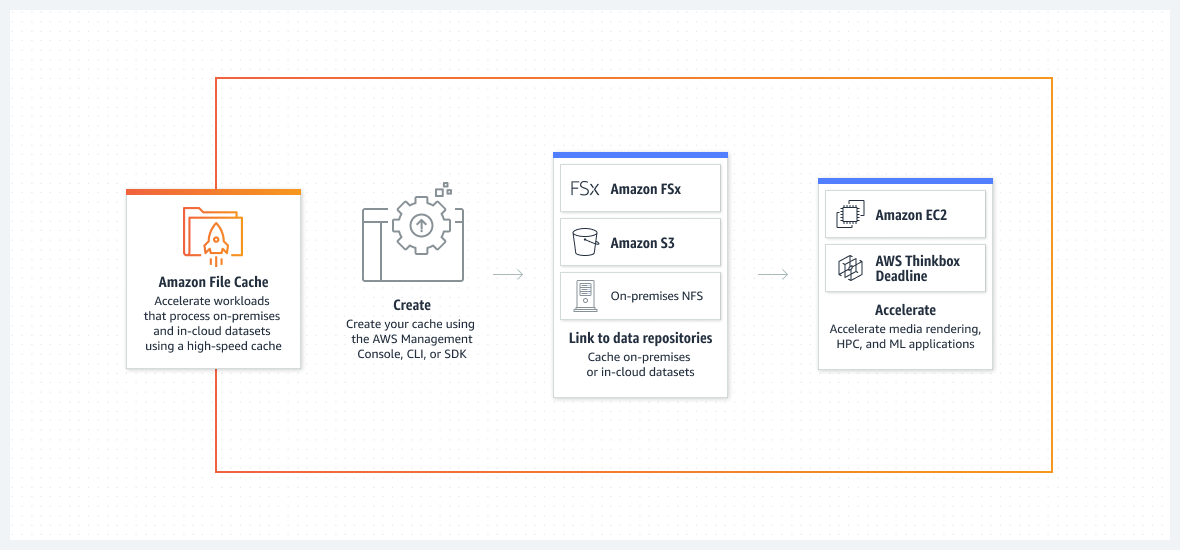 Amazon File Cache
Accelerate workloads
that process on-premises
and in-cloud datasets
using a high-speed cache
Create
Create your cache using
the AWS Management
Console, CLI, or SDK
FSx Amazon FSx
Amazon S3
On-premises NFS
Link to data repositories
Cache on-premises
or in-cloud datasets
Amazon EC2
AWS Thinkbox
Deadline
Accelerate
Accelerate media rendering,
HPC, and ML applications